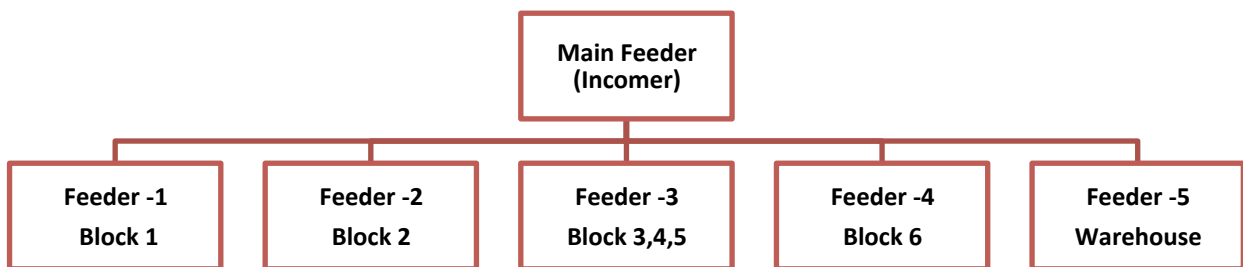 Main Feeder
(Incomer)
Feeder -1
Block 1
Feeder -2
Block 2
Feeder -3
Block 3,4,5
Feeder -4
Block 6
Feeder -5
Warehouse